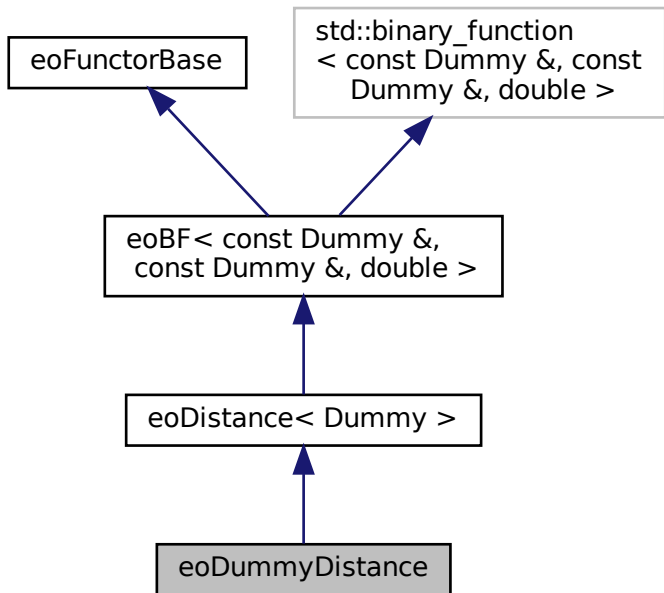 eoFunctorBase
std::binary_function
< const Dummy &, const
Dummy &, double >
eoBF< const Dummy &,
const Dummy &, double >
eoDistance< Dummy >
eoDummyDistance